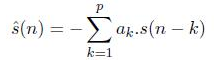 ŝ(n) = − ∑_{k=1}^{p} a_k.s(n − k)